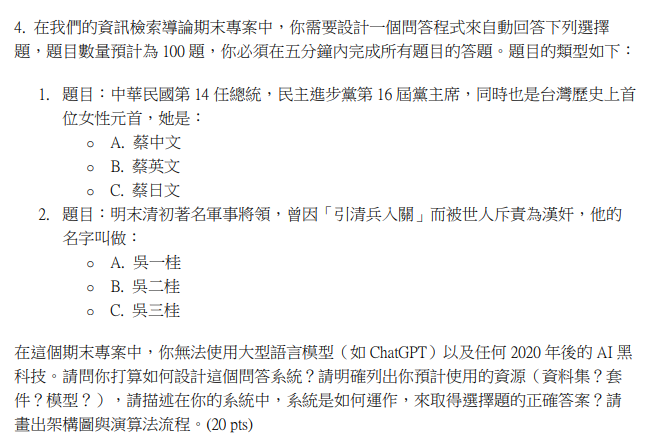 4. 在我們的資訊檢索導論期末專案中，你需要設計一個問答程式來自動回答下列選擇
題，題目數量預計為 100 題，你必須在五分鐘內完成所有題目的答題。題目的類型如下：
1. 題目：中華民國第 14 任總統，民主進步黨第 16 屆黨主席，同時也是台灣歷史上首
位女性元首，她是：
○ A. 蔡中文
○ B. 蔡英文
○ C. 蔡日文
2. 題目：明末清初著名軍事將領，曾因「引清兵入關」而被世人斥責為漢奸，他的
名字叫做：
○ A. 吳一桂
○ B. 吳二桂
○ C. 吳三桂
在這個期末專案中，你無法使用大型語言模型（如 ChatGPT）以及任何 2020 年後的 AI 黑
科技。請問你打算如何設計這個問答系統？請明確列出你預計使用的資源（資料集？套
件？模型？），請描述在你的系統中，系統是如何運作，來取得選擇題的正確答案？請
畫出架構圖與演算法流程。(20 pts)